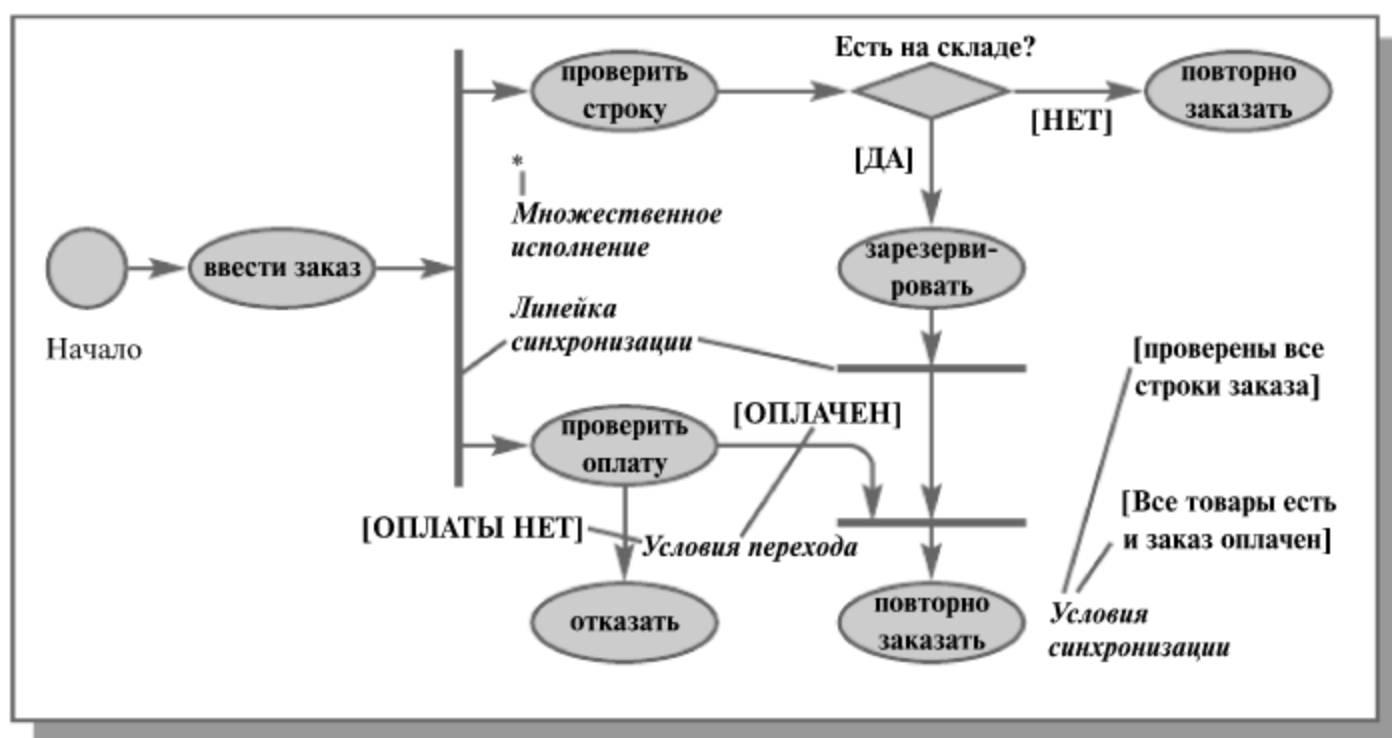 Есть на складе?
проверить
строку
повторно
заказать
[НЕТ]
[ДА]
*
Множественное
исполнение
ввести заказ
зарезерви-
ровать
Начало
Линейка
синхронизации
[проверены все
строки заказа]
[ОПЛАЧЕН]
проверить
оплату
[ОПЛАТЫ НЕТ]
Условия перехода
[Все товары есть
и заказ оплачен]
отказать
повторно
заказать
Условия
синхронизации